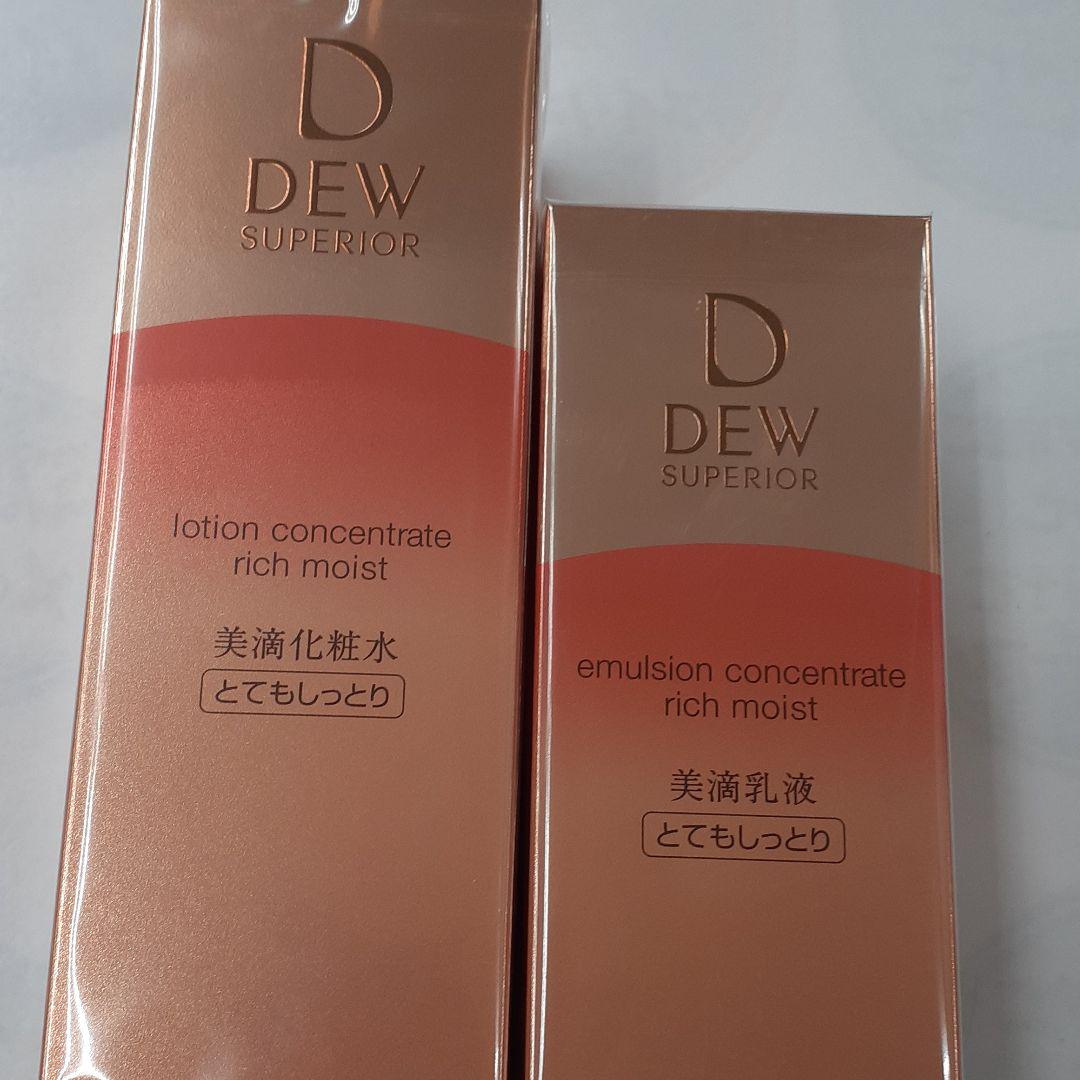 D
DEW
SUPERIOR
lotion concentrate
rich moist
美滴化粧水
とてもしっとり
D
DEW
SUPERIOR
emulsion concentrate
rich moist
美滴乳液
とてもしっとり